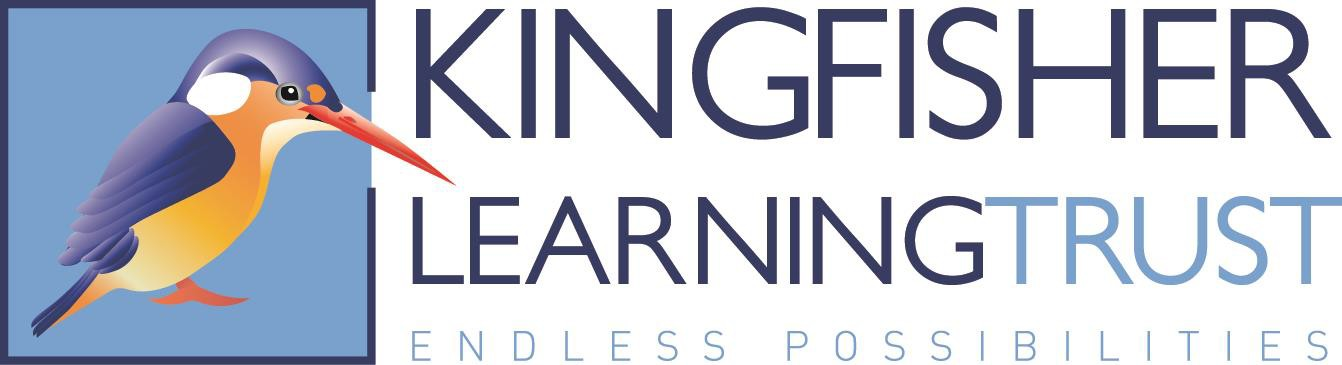 KINGFISHER
LEARNINGTRUST
ENDLESS POSSIBILITIES